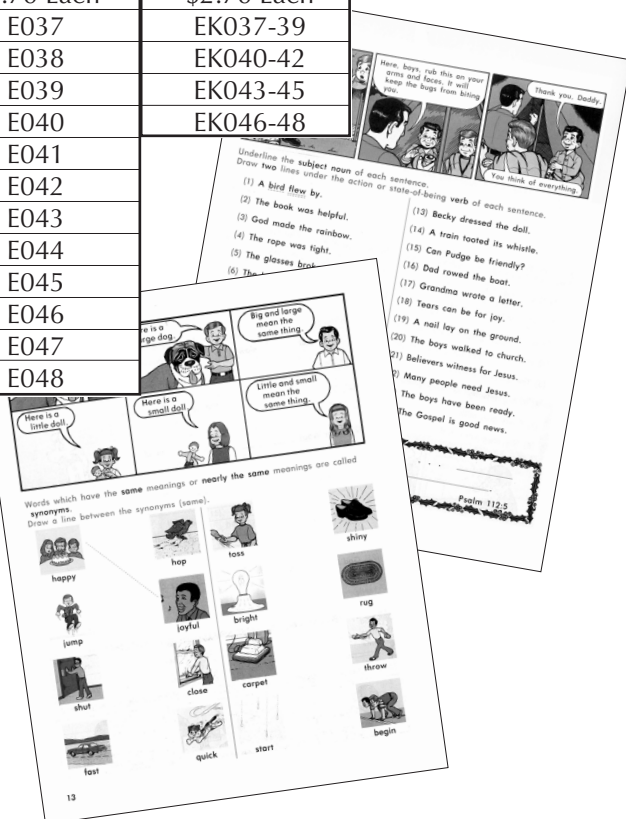 $2.70 Each
E037 EK037-39
E038 EK040-42
E039 EK043-45
E040 EK046-48
E041
E042
E043
E044
E045
E046
E047
E048
Here, boys, rub this on your
arms and faces. It will
keep the bugs from biting
you.
Thank you, Daddy.
You think of everything.
Underline the subject noun of each sentence.
Draw two lines under the action or state-of-being verb of each sentence.
(1) A bird flew by.
(2) The book was helpful.
(3) God made the rainbow.
(4) The rope was tight.
(5) The glasses
(6)
(13) Becky dressed the doll.
(14) A train tooted its whistle.
(15) Can Pudge be friendly?
(16) Dad rowed the boat.
(17) Grandma wrote a letter.
(18) Tears can be for joy.
(19) A nail lay on the ground.
(20) The boys walked to church.
21) Believers witness for Jesus.
2) Many people need Jesus.
The boys have been ready.
The Gospel is good news.
. . .
Psalm 112:5
re is a
rge dog.
Big and large
mean the
same thing.
Here is a
little doll.
Here is a
small doll.
Little and small
mean the
same thing.
Words which have the same meanings or nearly the same meanings are called
synonyms.
Draw a line between the synonyms (same).
happy
jump
shut
fast
hop
joyful
close
quick
toss
bright
carpet
start
shiny
rug
throw
begin
13